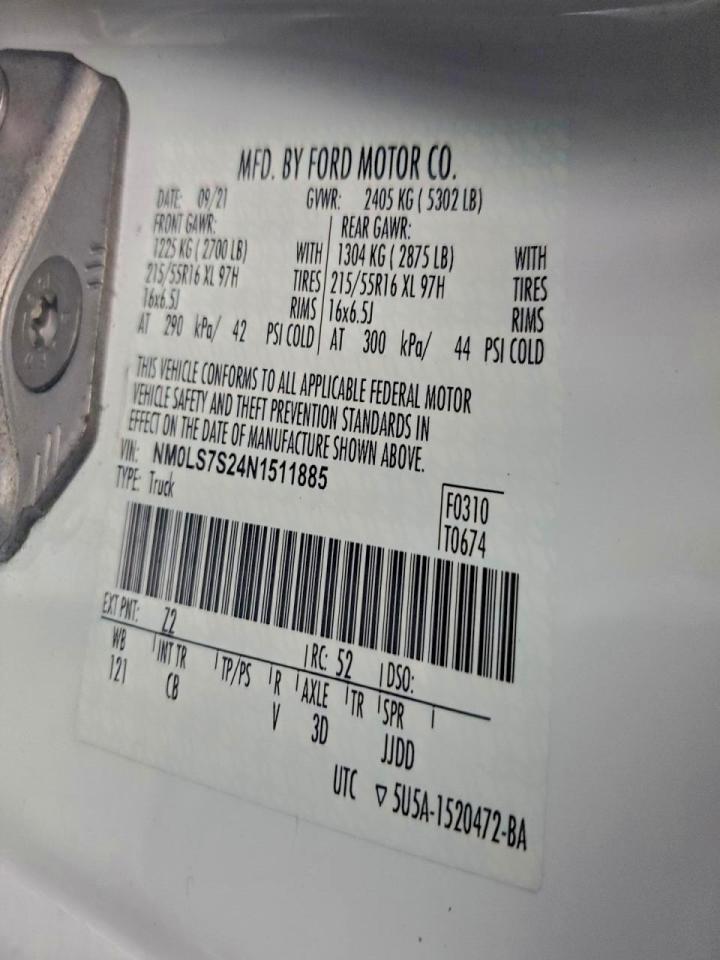 MFD. BY FORD MOTOR CO.
DATE: 09/21 GVWR: 2405 KG ( 5302 LB)
FRONT GAWR: REAR GAWR:
1225 KG ( 2700 LB) WITH 1304 KG ( 2875 LB) WITH
215/55R16 XL 97H TIRES 215/55R16 XL 97H TIRES
16x6.5J RIMS 16x6.5J RIMS
AT 290 kPa/ 42 PSI COLD AT 300 kPa/ 44 PSI COLD
THIS VEHICLE CONFORMS TO ALL APPLICABLE FEDERAL MOTOR
VEHICLE SAFETY AND THEFT PREVENTION STANDARDS IN
EFFECT ON THE DATE OF MANUFACTURE SHOWN ABOVE.
VIN: NM0LS7S24N1511885
TYPE: Truck
F0310
T0674
EXT PNT: Z2 RC: 52 DSO:
WB INT TR TP/PS R AXLE TR SPR
121 CB V 3D JJDD
UTC ▽ 5U5A-1520472-BA